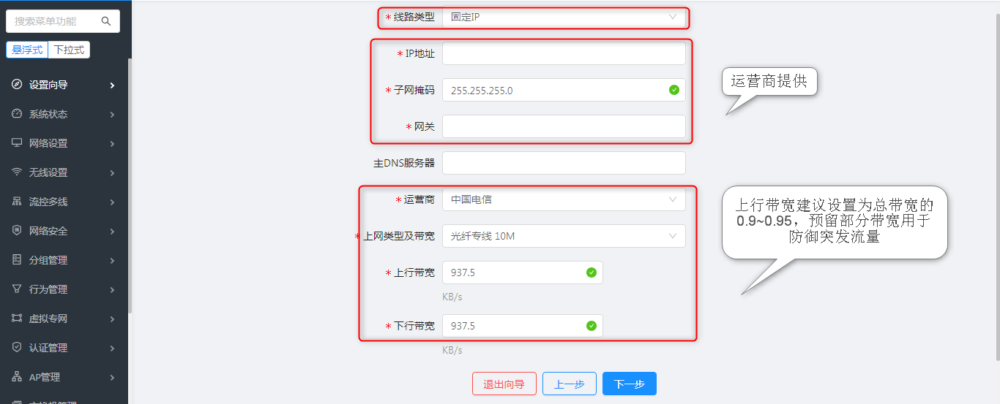 搜索菜单功能
悬浮式 下拉式
设置向导
系统状态
网络设置
无线设置
流控多线
网络安全
分组管理
行为管理
虚拟专网
认证管理
AP管理
* 线路类型 固定IP
* IP地址
* 子网掩码 255.255.255.0
* 网关
主DNS服务器
* 运营商 中国电信
* 上网类型及带宽 光纤专线 10M
* 上行带宽 937.5
KB/s
* 下行带宽 937.5
KB/s
退出向导 上一步 下一步
运营商提供
上行带宽建议设置为总带宽的
0.9~0.95，预留部分带宽用于
防御突发流量